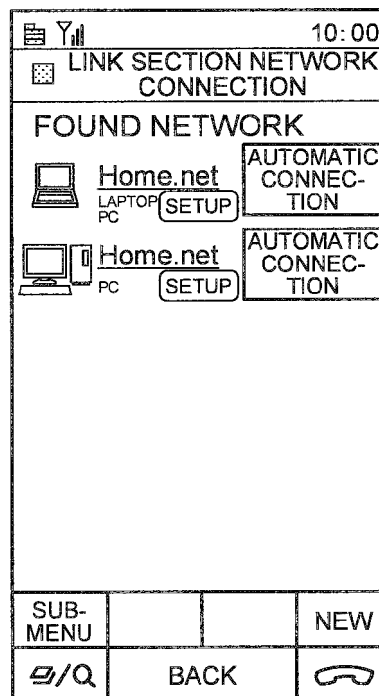 10:00
LINK SECTION NETWORK
CONNECTION
FOUND NETWORK
Home.net
LAPTOP
PC
SETUP
AUTOMATIC
CONNEC-
TION
Home.net
PC
SETUP
AUTOMATIC
CONNEC-
TION
SUB-
MENU
NEW
/
BACK